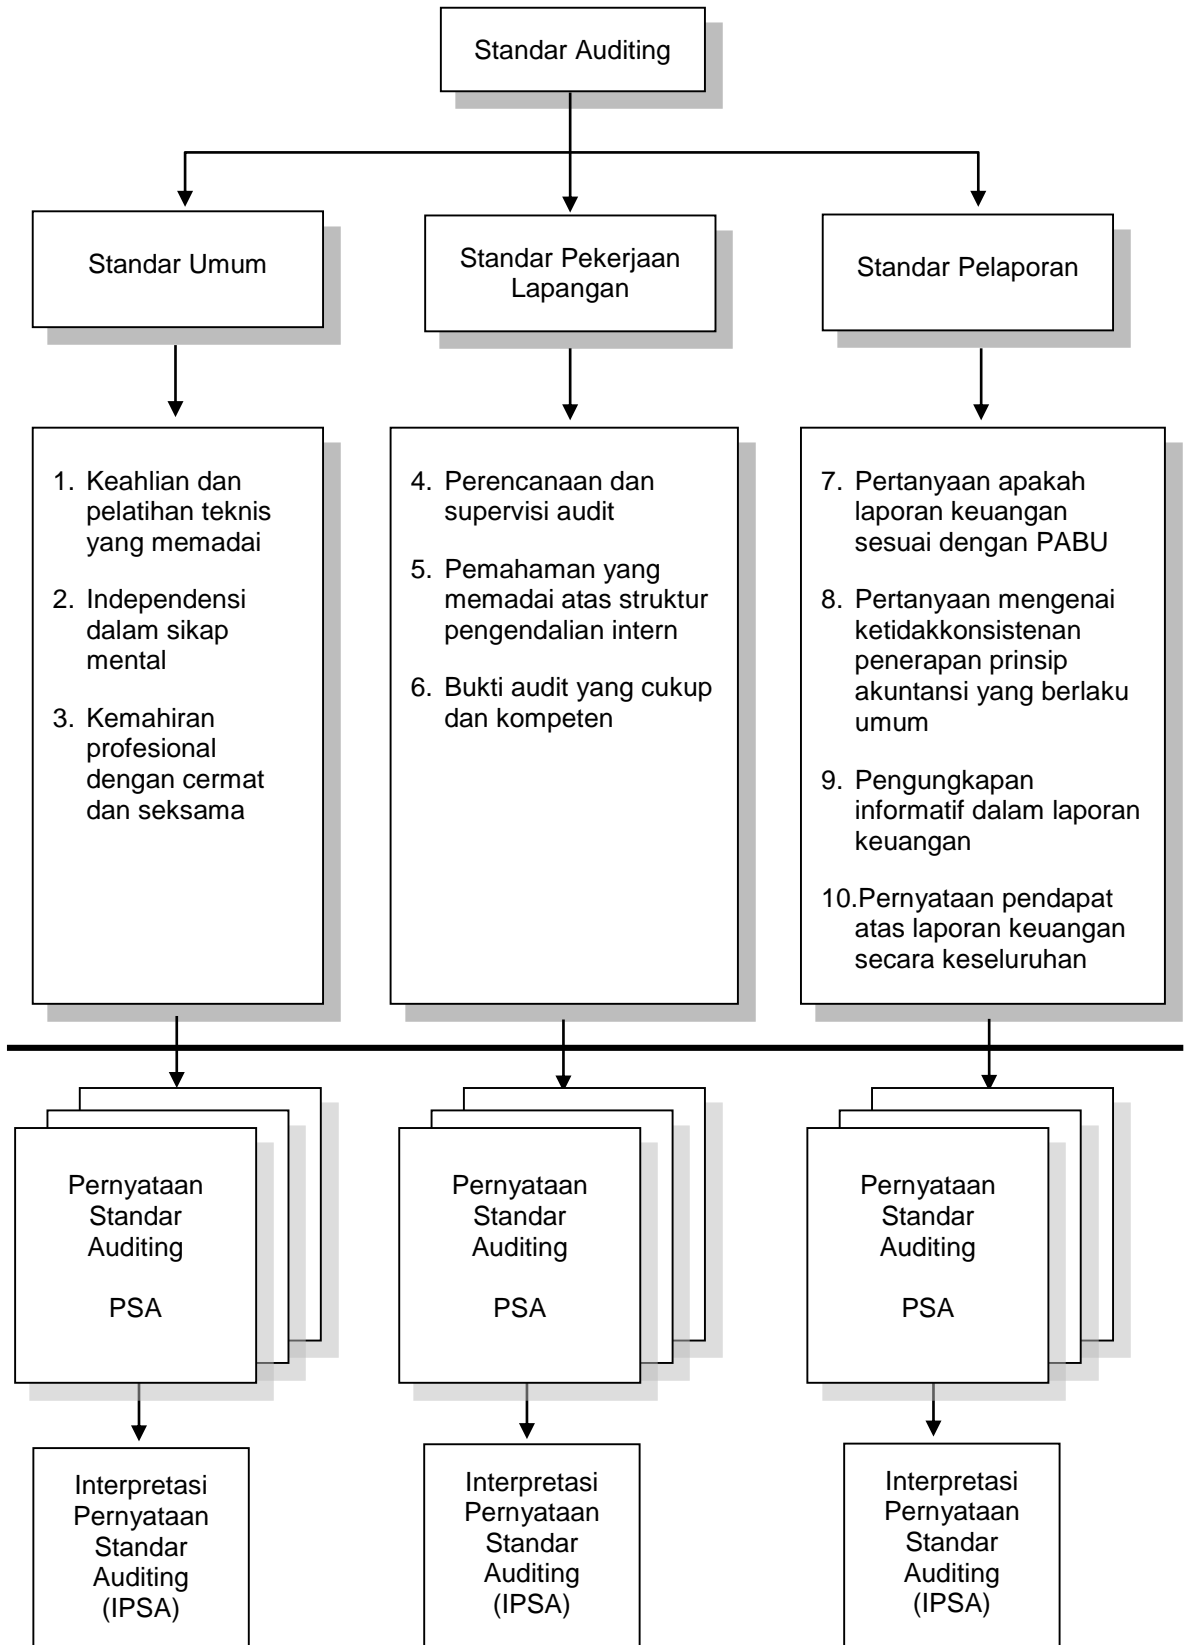 Standar Auditing
Standar Umum
Standar Pekerjaan
Lapangan
Standar Pelaporan
1. Keahlian dan
pelatihan teknis
yang memadai
2. Independensi
dalam sikap
mental
3. Kemahiran
profesional
dengan cermat
dan seksama
4. Perencanaan dan
supervisi audit
5. Pemahaman yang
memadai atas struktur
pengendalian intern
6. Bukti audit yang cukup
dan kompeten
7. Pertanyaan apakah
laporan keuangan
sesuai dengan PABU
8. Pertanyaan mengenai
ketidakkonsistenan
penerapan prinsip
akuntansi yang berlaku
umum
9. Pengungkapan
informatif dalam laporan
keuangan
10.Pernyataan pendapat
atas laporan keuangan
secara keseluruhan
Pernyataan
Standar
Auditing
PSA
Pernyataan
Standar
Auditing
PSA
Pernyataan
Standar
Auditing
PSA
Interpretasi
Pernyataan
Standar
Auditing
(IPSA)
Interpretasi
Pernyataan
Standar
Auditing
(IPSA)
Interpretasi
Pernyataan
Standar
Auditing
(IPSA)